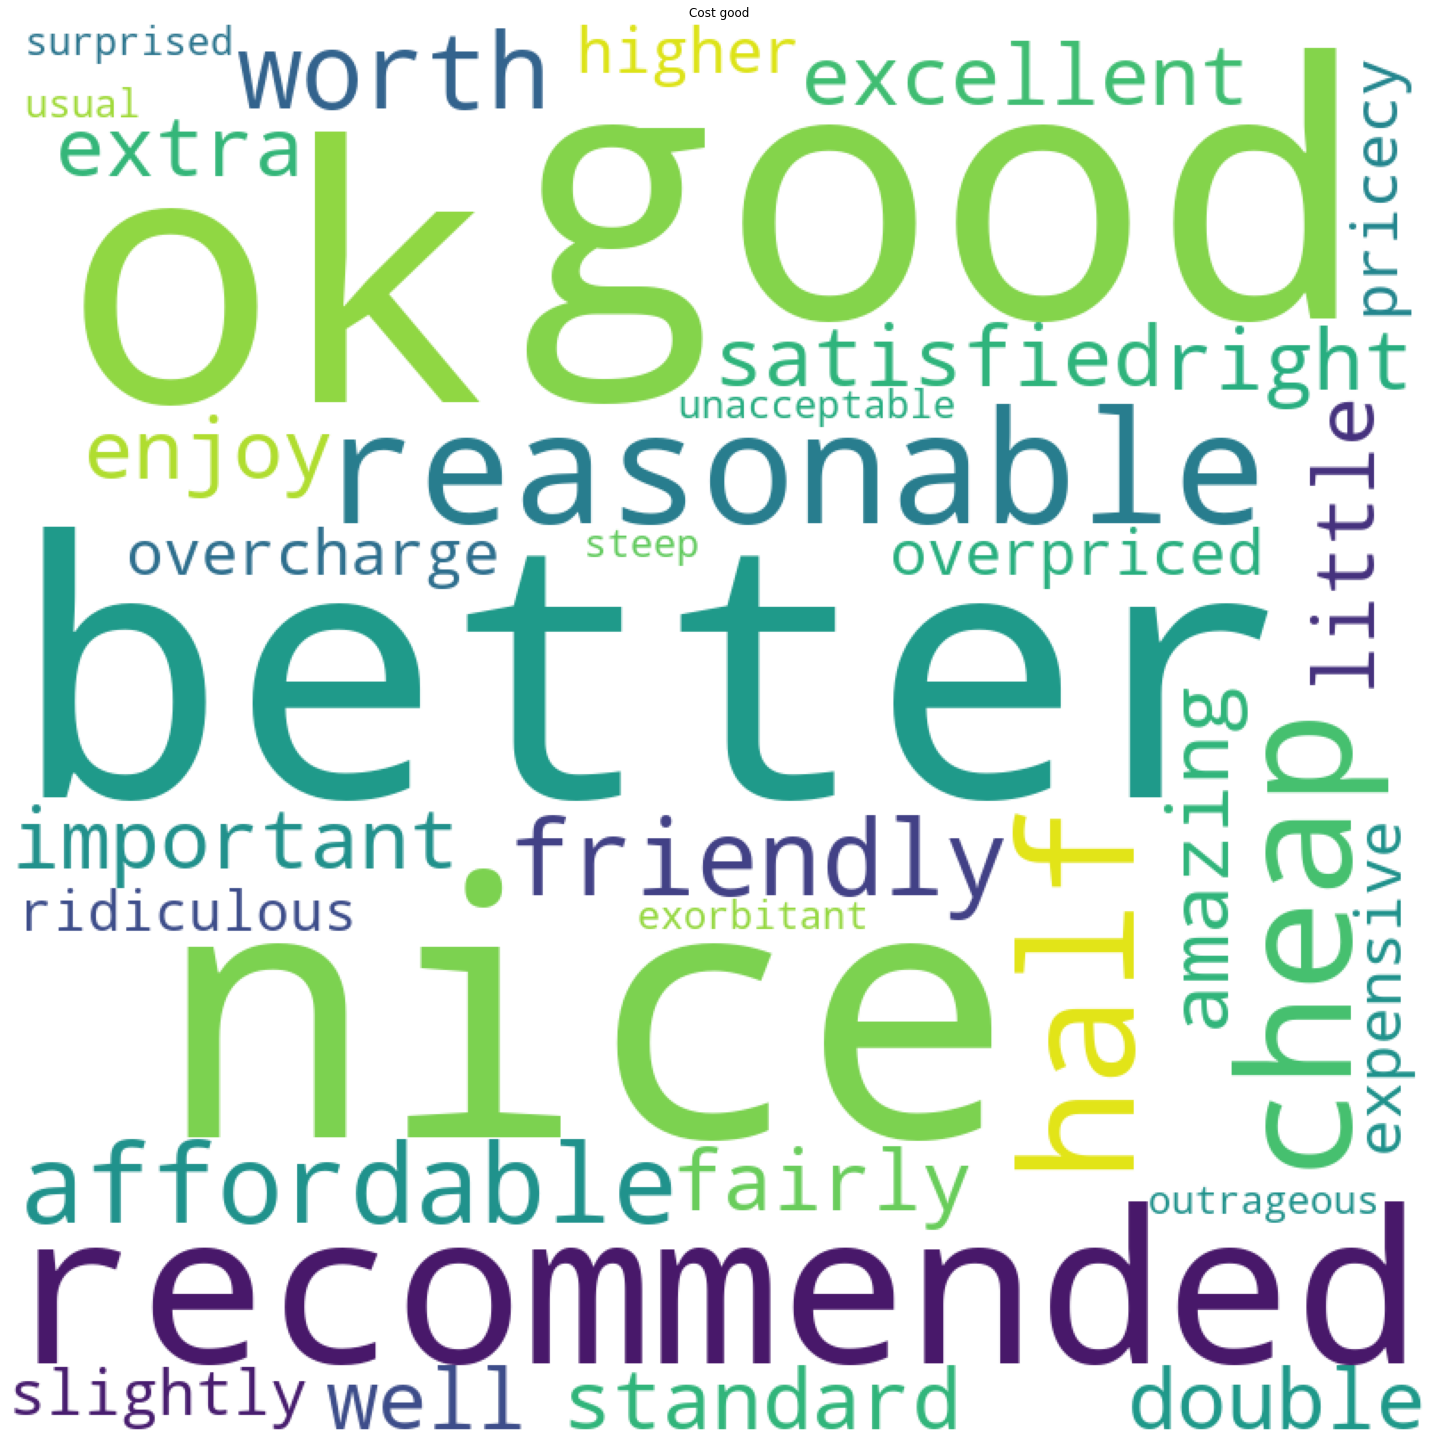 Cost good
surprised
worth
higher
excellent
usual
extra
ok
good
pricecy
satisfied
right
unacceptable
enjoy
reasonable
little
overcharge
steep
overpriced
better
amazing
cheap
important
friendly
half
expensive
ridiculous
exorbitant
nice
affordable
fairly
outrageous
recommended
slightly
well
standard
double